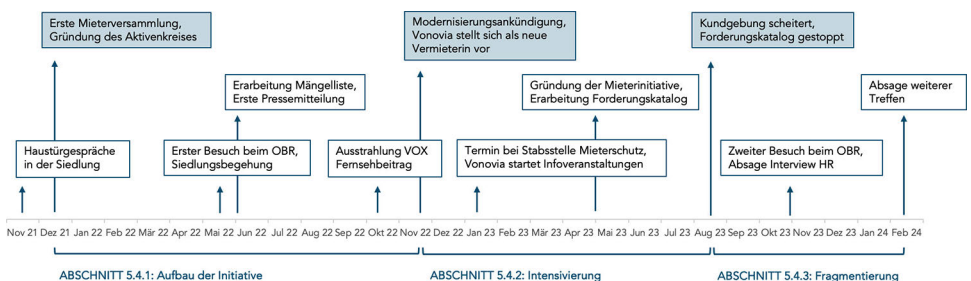 Erste Mieterversammlung,
Gründung des Aktivenkreises
Modernisierungsankündigung,
Vonovia stellt sich als neue
Vermieterin vor
Kundgebung scheitert,
Forderungskatalog gestoppt
Erarbeitung Mängelliste,
Erste Pressemitteilung
Gründung der Mieterinitiative,
Erarbeitung Forderungskatalog
Absage weiterer
Treffen
Haustürgespräche
in der Siedlung
Erster Besuch beim OBR,
Siedlungsbegehung
Ausstrahlung VOX
Fernsehbeitrag
Termin bei Stabsstelle Mieterschutz,
Vonovia startet Infoveranstaltungen
Zweiter Besuch beim OBR,
Absage Interview HR
Nov 21 Dez 21 Jan 22 Feb 22 Mär 22 Apr 22 Mai 22 Jun 22 Jul 22 Aug 22 Sep 22 Okt 22 Nov 22 Dez 22 Jan 23 Feb 23 Mär 23 Apr 23 Mai 23 Jun 23 Jul 23 Aug 23 Sep 23 Okt 23 Nov 23 Dez 23 Jan 24 Feb 24
ABSCHNITT 5.4.1: Aufbau der Initiative
ABSCHNITT 5.4.2: Intensivierung
ABSCHNITT 5.4.3: Fragmentierung